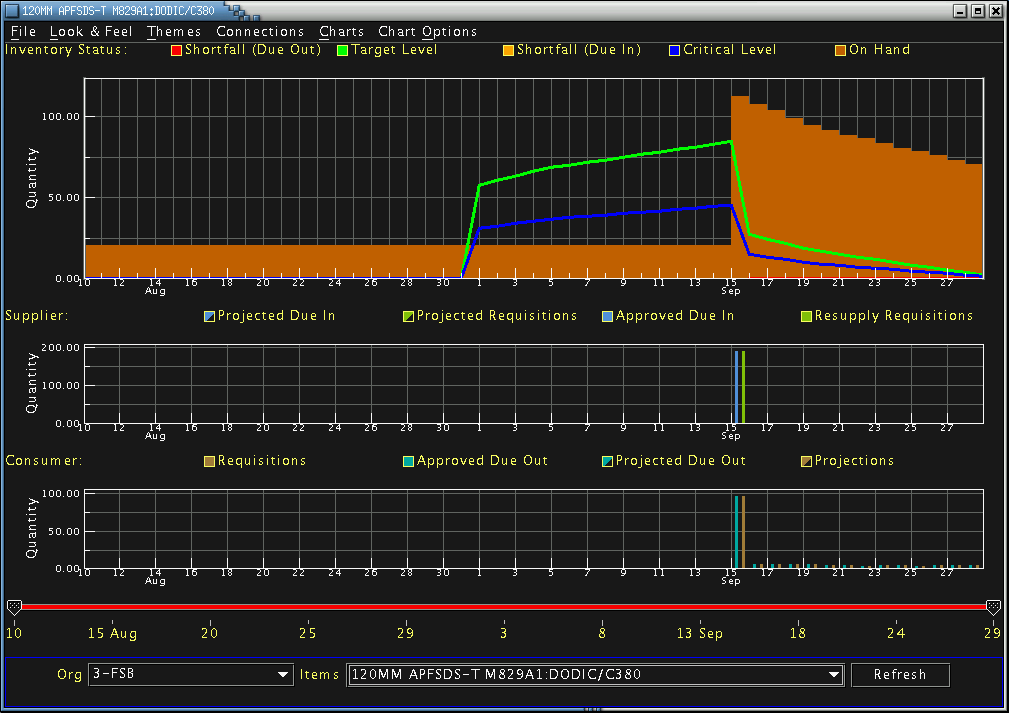 120MM APFSDS-T M829A1:DODIC/C380
File Look & Feel Themes Connections Charts Chart Options
Inventory Status: Shortfall (Due Out) Target Level Shortfall (Due In) Critical Level On Hand
100.00
50.00
0.00
Quantity
10 12 14 16 18 20 22 24 26 28 30 1 3 5 7 9 11 13 15 17 19 21 23 25 27
Aug Sep
Supplier: Projected Due In Projected Requisitions Approved Due In Resupply Requisitions
200.00
100.00
0.00
Quantity
10 12 14 16 18 20 22 24 26 28 30 1 3 5 7 9 11 13 15 17 19 21 23 25 27
Aug Sep
Consumer: Requisitions Approved Due Out Projected Due Out Projections
100.00
50.00
0.00
Quantity
10 12 14 16 18 20 22 24 26 28 30 1 3 5 7 9 11 13 15 17 19 21 23 25 27
Aug Sep
10 15 Aug 20 25 29 3 8 13 Sep 18 24 29
Org 3-FSB Items 120MM APFSDS-T M829A1:DODIC/C380 Refresh